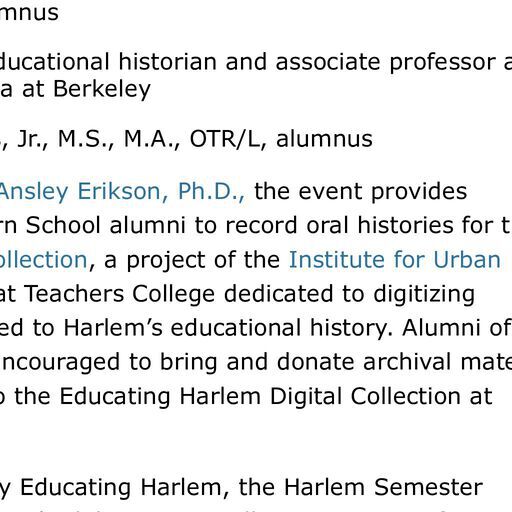 mnus
ducational historian and associate professor a
a at Berkeley
, Jr., M.S., M.A., OTR/L, alumnus
Ansley Erikson, Ph.D., the event provides
rn School alumni to record oral histories for t
ollection, a project of the Institute for Urban
at Teachers College dedicated to digitizing
ed to Harlem’s educational history. Alumni of
ncouraged to bring and donate archival mate
o the Educating Harlem Digital Collection at
y Educating Harlem, the Harlem Semester